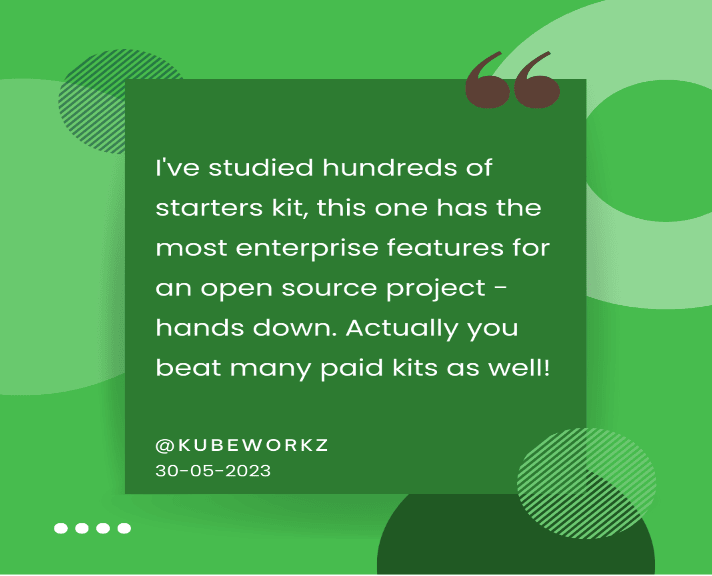 I've studied hundreds of
starters kit, this one has the
most enterprise features for
an open source project -
hands down. Actually you
beat many paid kits as well!
@KUBEWORKZ
30-05-2023